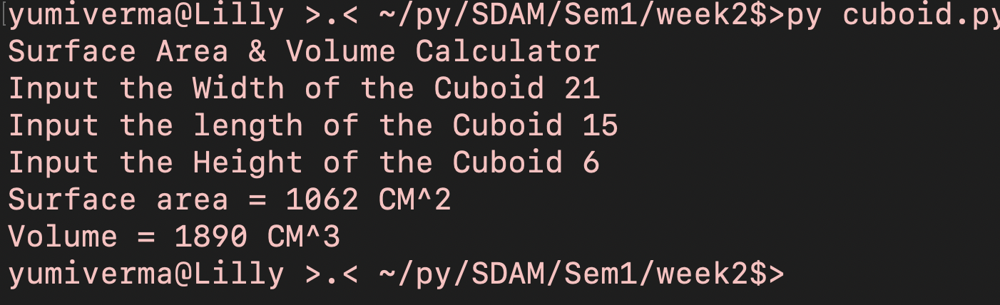 [yumiverma@Lilly >.< ~/py/SDAM/Sem1/week2$>py cuboid.py
Surface Area & Volume Calculator
Input the Width of the Cuboid 21
Input the length of the Cuboid 15
Input the Height of the Cuboid 6
Surface area = 1062 CM^2
Volume = 1890 CM^3
yumiverma@Lilly >.< ~/py/SDAM/Sem1/week2$>